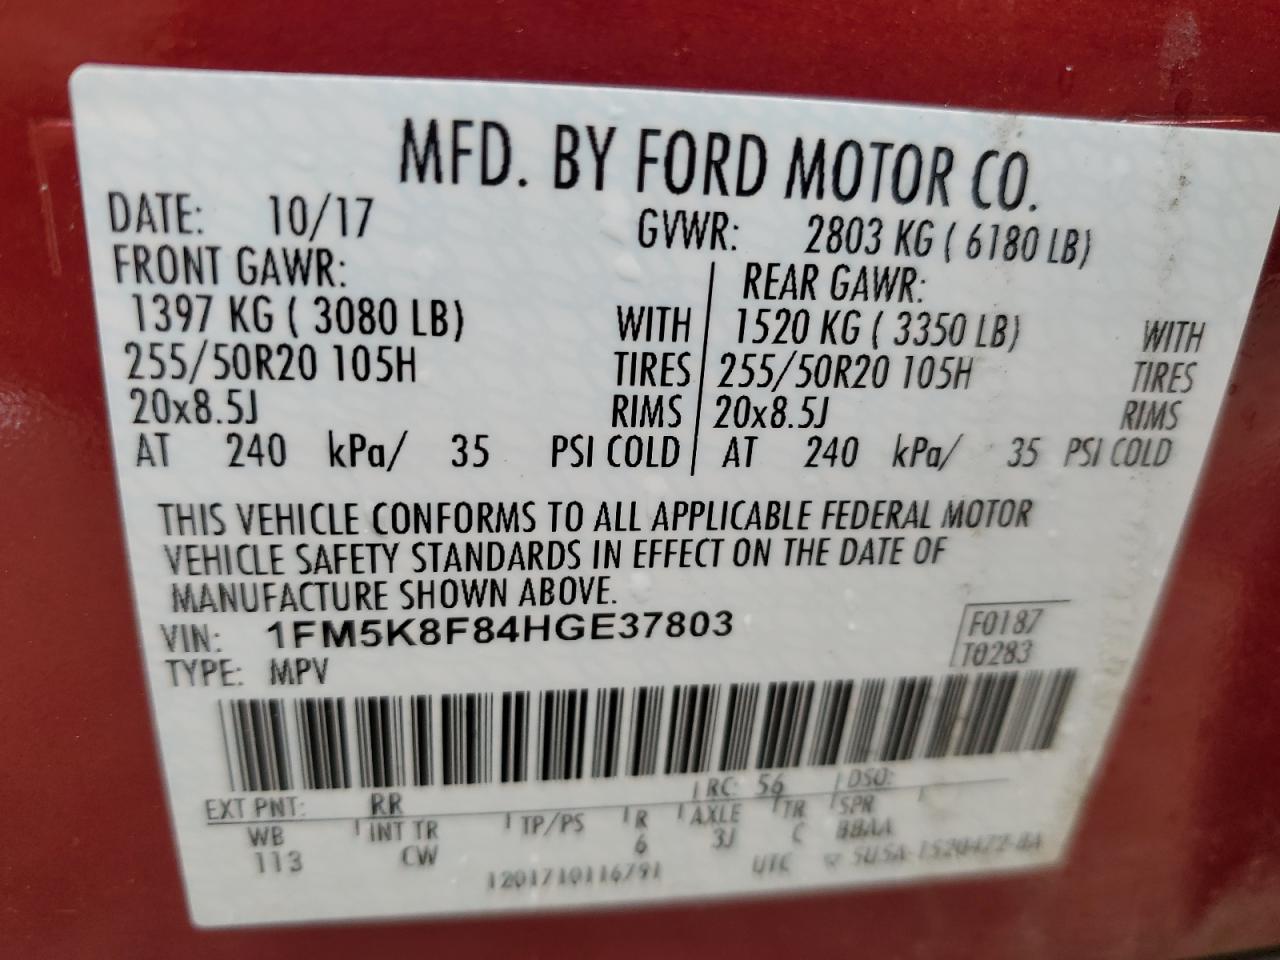 MFD. BY FORD MOTOR CO.
DATE: 10/17 GVWR: 2803 KG ( 6180 LB)
FRONT GAWR: REAR GAWR:
1397 KG ( 3080 LB) WITH 1520 KG ( 3350 LB) WITH
255/50R20 105H TIRES 255/50R20 105H TIRES
20x8.5J RIMS 20x8.5J RIMS
AT 240 kPa/ 35 PSI COLD AT 240 kPa/ 35 PSI COLD
THIS VEHICLE CONFORMS TO ALL APPLICABLE FEDERAL MOTOR
VEHICLE SAFETY STANDARDS IN EFFECT ON THE DATE OF
MANUFACTURE SHOWN ABOVE.
VIN: 1FM5K8F84HGE37803 F0187
TYPE: MPV T0283
EXT PNT: RR RC: 56 DSO:
WB INT TR TP/PS R AXLE TR SPR
113 CW 6 3J C BBAA
1201710116791 UTC